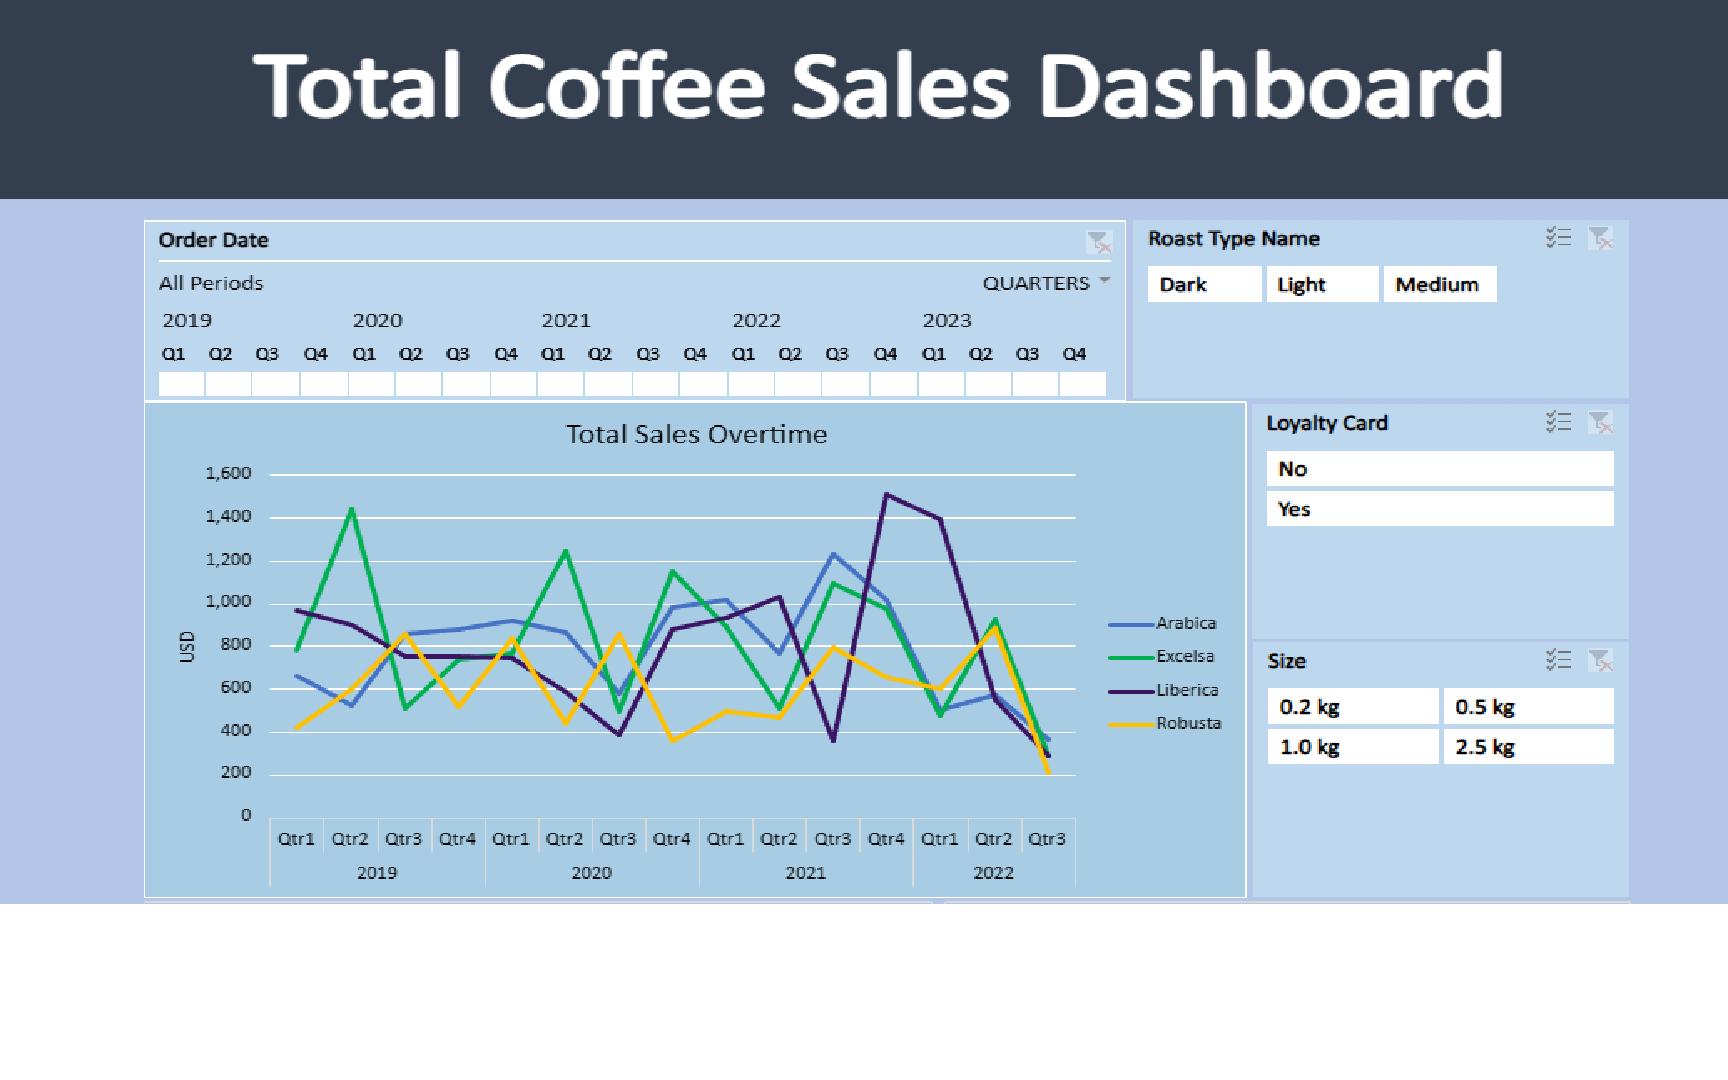 Total Coffee Sales Dashboard
Order Date
All Periods
QUARTERS
2019 2020 2021 2022 2023
Q1 Q2 Q3 Q4 Q1 Q2 Q3 Q4 Q1 Q2 Q3 Q4 Q1 Q2 Q3 Q4 Q1 Q2 Q3 Q4
Roast Type Name
Dark Light Medium
Total Sales Overtime
1,600
1,400
1,200
1,000
800
600
400
200
0
USD
Qtr1 Qtr2 Qtr3 Qtr4 Qtr1 Qtr2 Qtr3 Qtr4 Qtr1 Qtr2 Qtr3 Qtr4 Qtr1 Qtr2 Qtr3
2019 2020 2021 2022
Arabica
Excelsa
Liberica
Robusta
Loyalty Card
No
Yes
Size
0.2 kg 0.5 kg
1.0 kg 2.5 kg